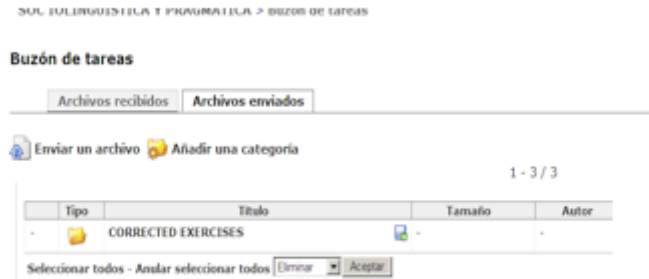 SOCIOLINGUISTICA Y PRAGMATICA > Buzón de tareas
Buzón de tareas
Archivos recibidos Archivos enviados
Enviar un archivo Añadir una categoría
1 - 3 / 3
Tipo Título Tamaño Autor
- CORRECTED EXERCISES - -
Seleccionar todos - Anular seleccionar todos Eliminar Aceptar